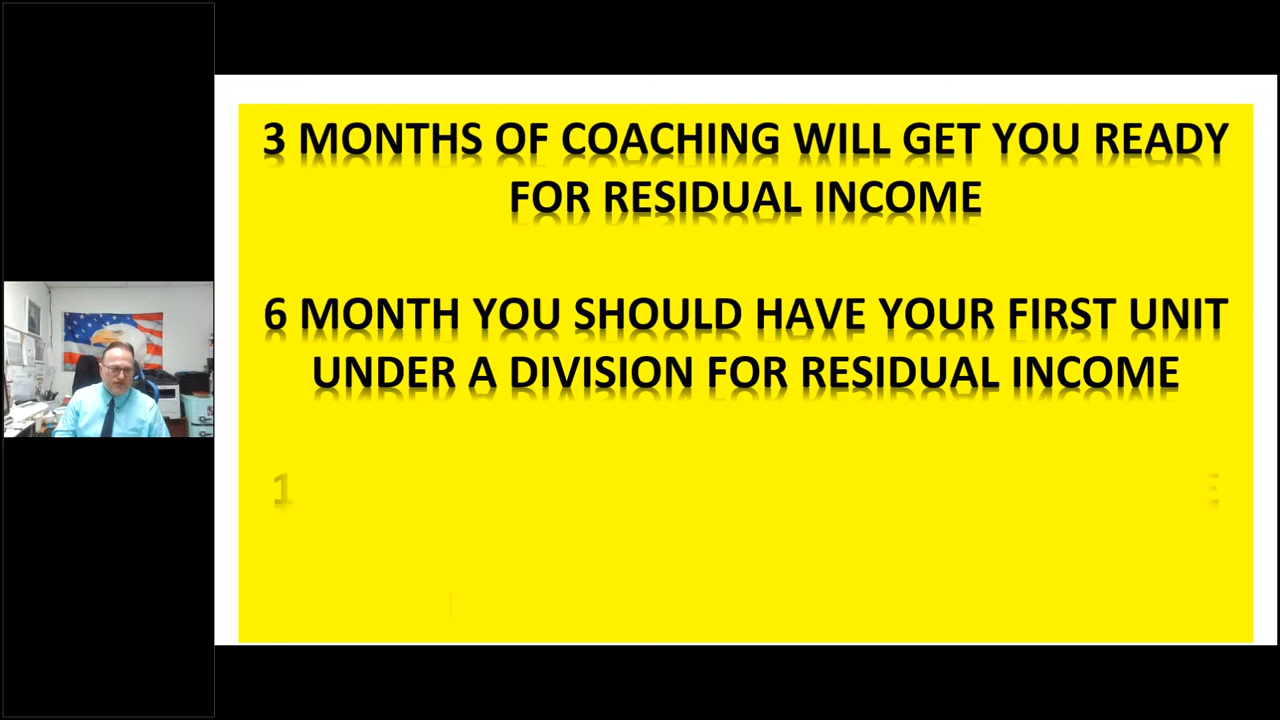 3 MONTHS OF COACHING WILL GET YOU READY
FOR RESIDUAL INCOME
6 MONTH YOU SHOULD HAVE YOUR FIRST UNIT
UNDER A DIVISION FOR RESIDUAL INCOME
1